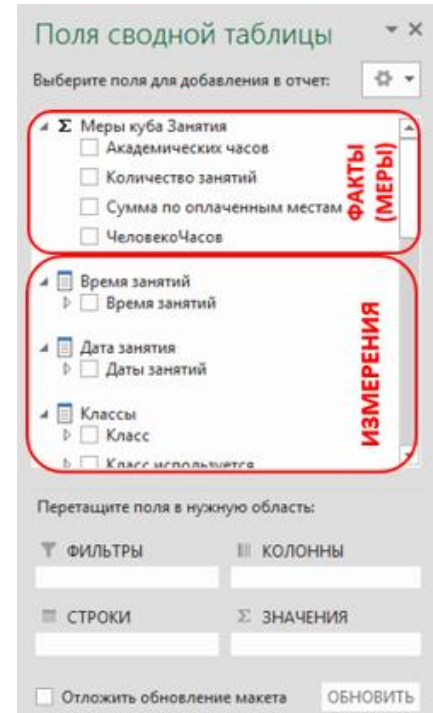 Поля сводной таблицы
Выберите поля для добавления в отчет:
Σ Меры куба Занятия
Академических часов
Количество занятий
Сумма по оплаченным местам
ЧеловекоЧасов
ФАКТЫ
(МЕРЫ)
Время занятий
Время занятий
Дата занятия
Даты занятий
Классы
Класс
Класс используется
ИЗМЕРЕНИЯ
Перетащите поля в нужную область:
ФИЛЬТРЫ
КОЛОННЫ
СТРОКИ
Σ ЗНАЧЕНИЯ
Отложить обновление макета
ОБНОВИТЬ